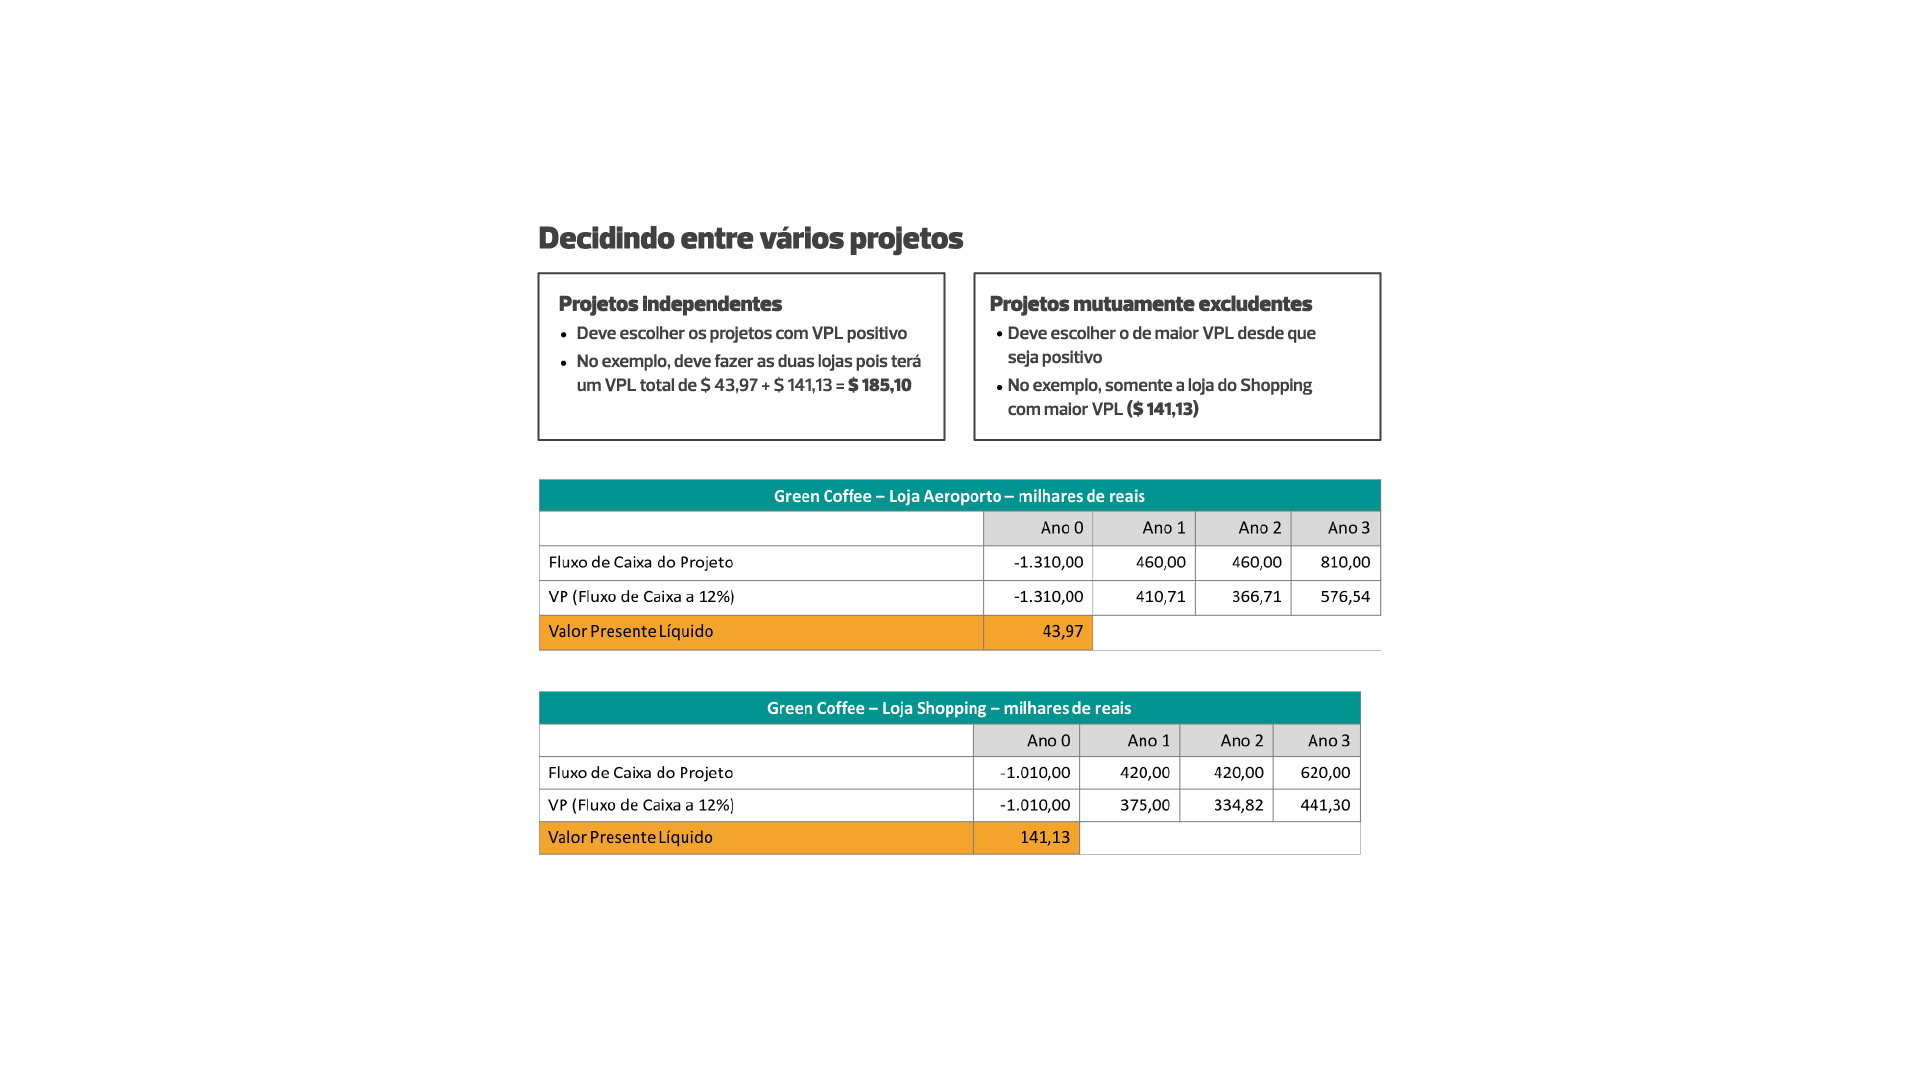 Decidindo entre vários projetos
Projetos independentes
• Deve escolher os projetos com VPL positivo
• No exemplo, deve fazer as duas lojas pois terá
um VPL total de $ 43,97 + $ 141,13 = $ 185,10
Projetos mutuamente excludentes
• Deve escolher o de maior VPL desde que
seja positivo
• No exemplo, somente a loja do Shopping
com maior VPL ($ 141,13)
Green Coffee – Loja Aeroporto – milhares de reais
Ano 0 Ano 1 Ano 2 Ano 3
Fluxo de Caixa do Projeto -1.310,00 460,00 460,00 810,00
VP (Fluxo de Caixa a 12%) -1.310,00 410,71 366,71 576,54
Valor Presente Líquido 43,97
Green Coffee – Loja Shopping – milhares de reais
Ano 0 Ano 1 Ano 2 Ano 3
Fluxo de Caixa do Projeto -1.010,00 420,00 420,00 620,00
VP (Fluxo de Caixa a 12%) -1.010,00 375,00 334,82 441,30
Valor Presente Líquido 141,13